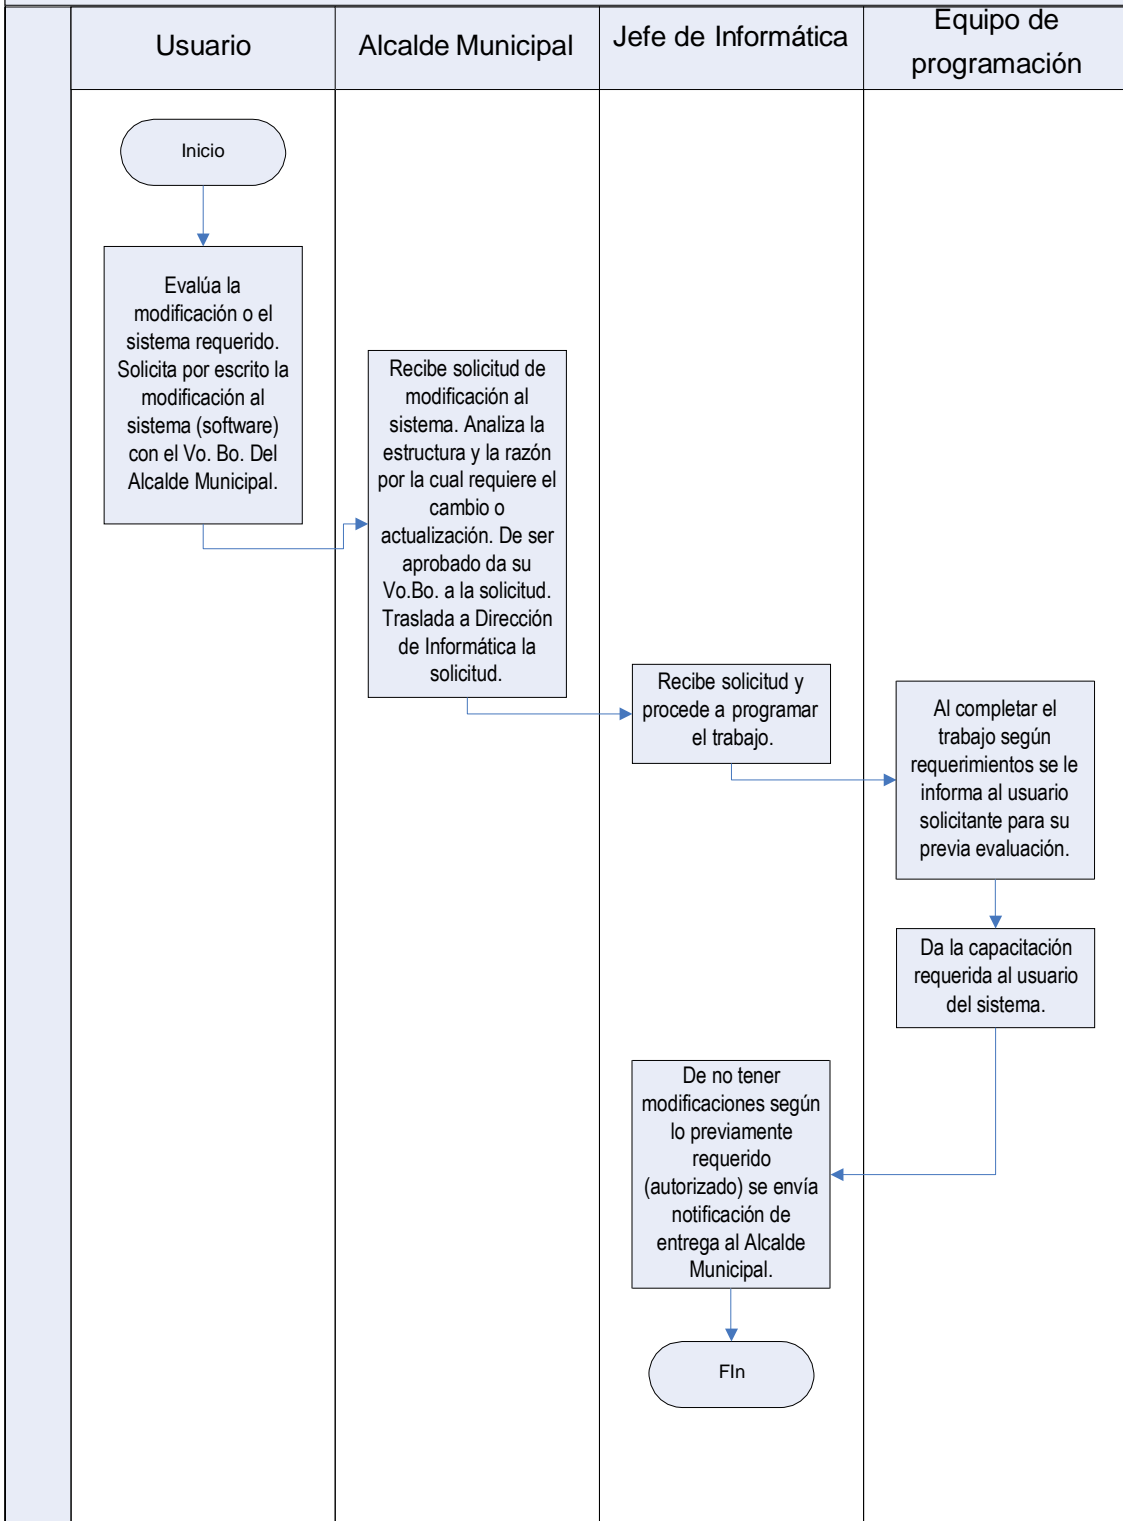 Usuario
Alcalde Municipal
Jefe de Informática
Equipo de
programación
Inicio
Evalúa la
modificación o el
sistema requerido.
Solicita por escrito la
modificación al
sistema (software)
con el Vo. Bo. Del
Alcalde Municipal.
Recibe solicitud de
modificación al
sistema. Analiza la
estructura y la razón
por la cual requiere el
cambio o
actualización. De ser
aprobado da su
Vo.Bo. a la solicitud.
Traslada a Dirección
de Informática la
solicitud.
Recibe solicitud y
procede a programar
el trabajo.
Al completar el
trabajo según
requerimientos se le
informa al usuario
solicitante para su
previa evaluación.
Da la capacitación
requerida al usuario
del sistema.
De no tener
modificaciones según
lo previamente
requerido
(autorizado) se envía
notificación de
entrega al Alcalde
Municipal.
FIn